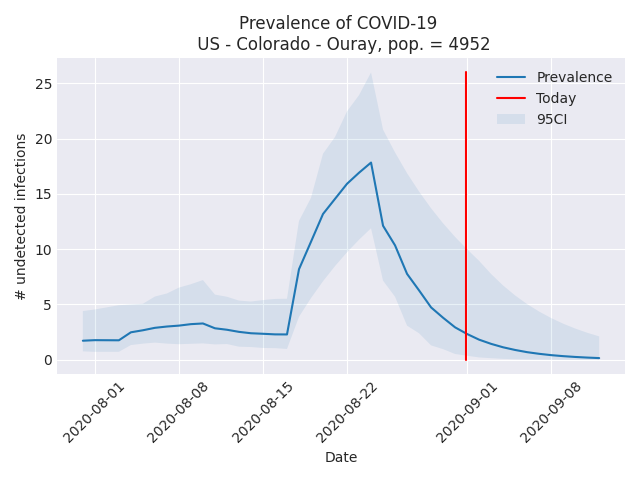 Prevalence of COVID-19
US - Colorado - Ouray, pop. = 4952
# undetected infections
25
20
15
10
5
0
Prevalence
Today
95CI
2020-08-01
2020-08-08
2020-08-15
2020-08-22
2020-09-01
2020-09-08
Date